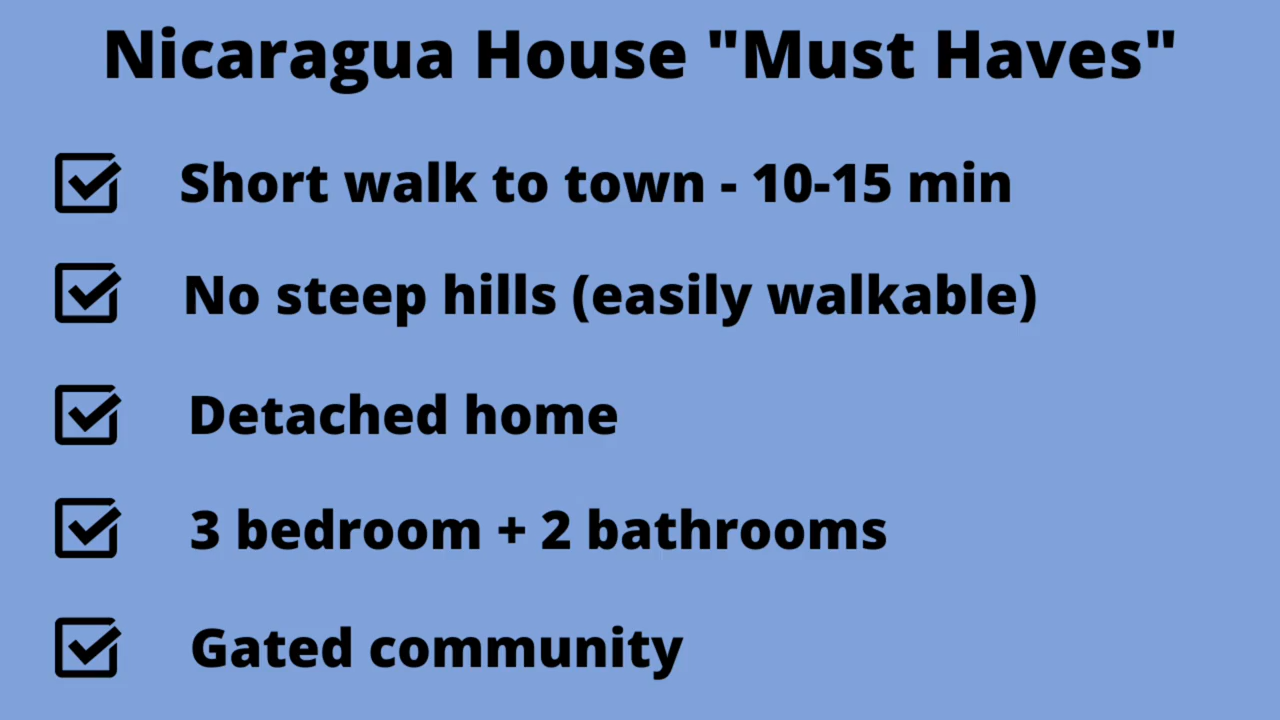 Nicaragua House "Must Haves"
Short walk to town - 10-15 min
No steep hills (easily walkable)
Detached home
3 bedroom + 2 bathrooms
Gated community